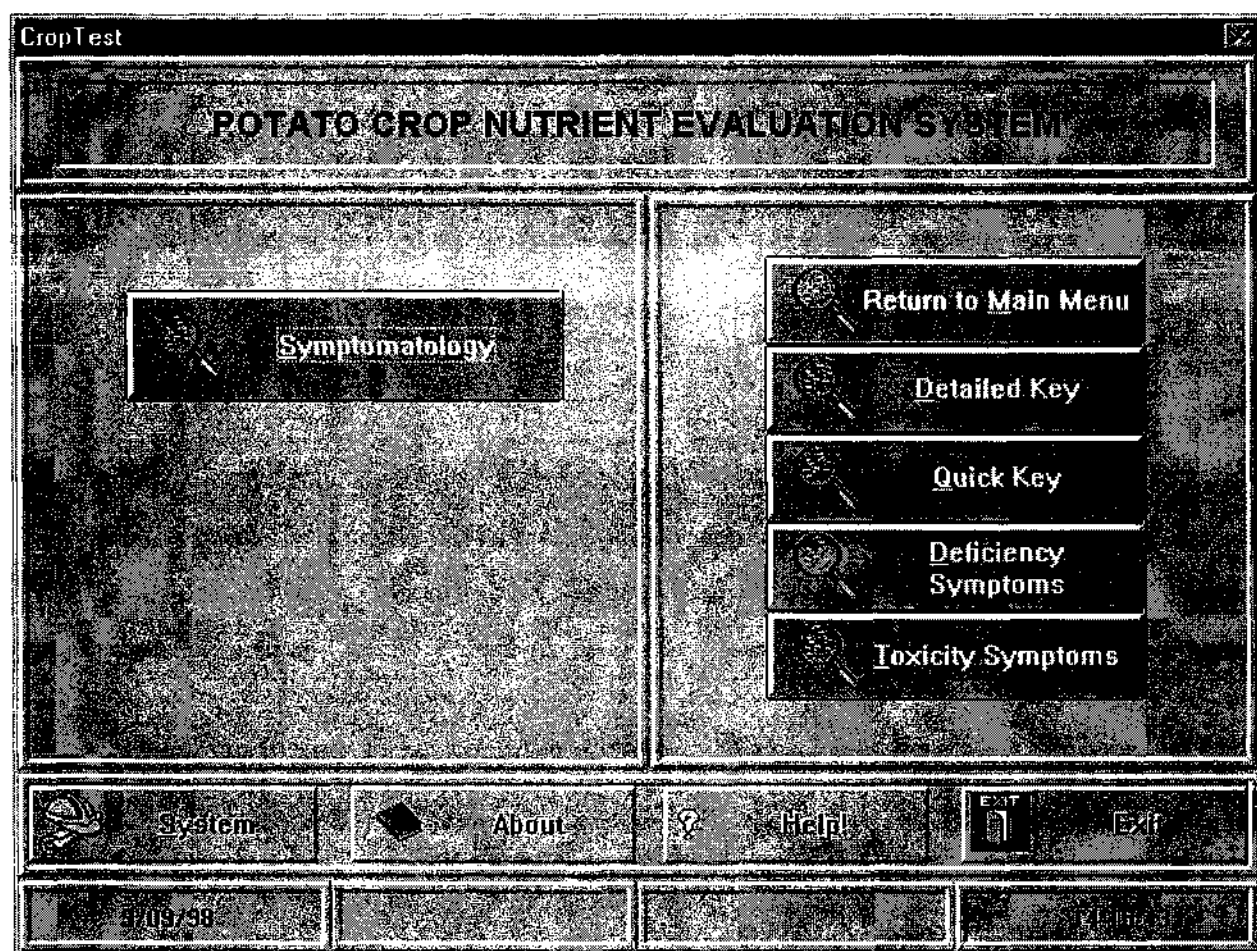 CropTest
POTATO CROP NUTRIENT EVALUATION SYSTEM
Symptomatology
Return to Main Menu
Detailed Key
Quick Key
Deficiency
Symptoms
Toxicity Symptoms
System
About
Help!
EXIT
Exit